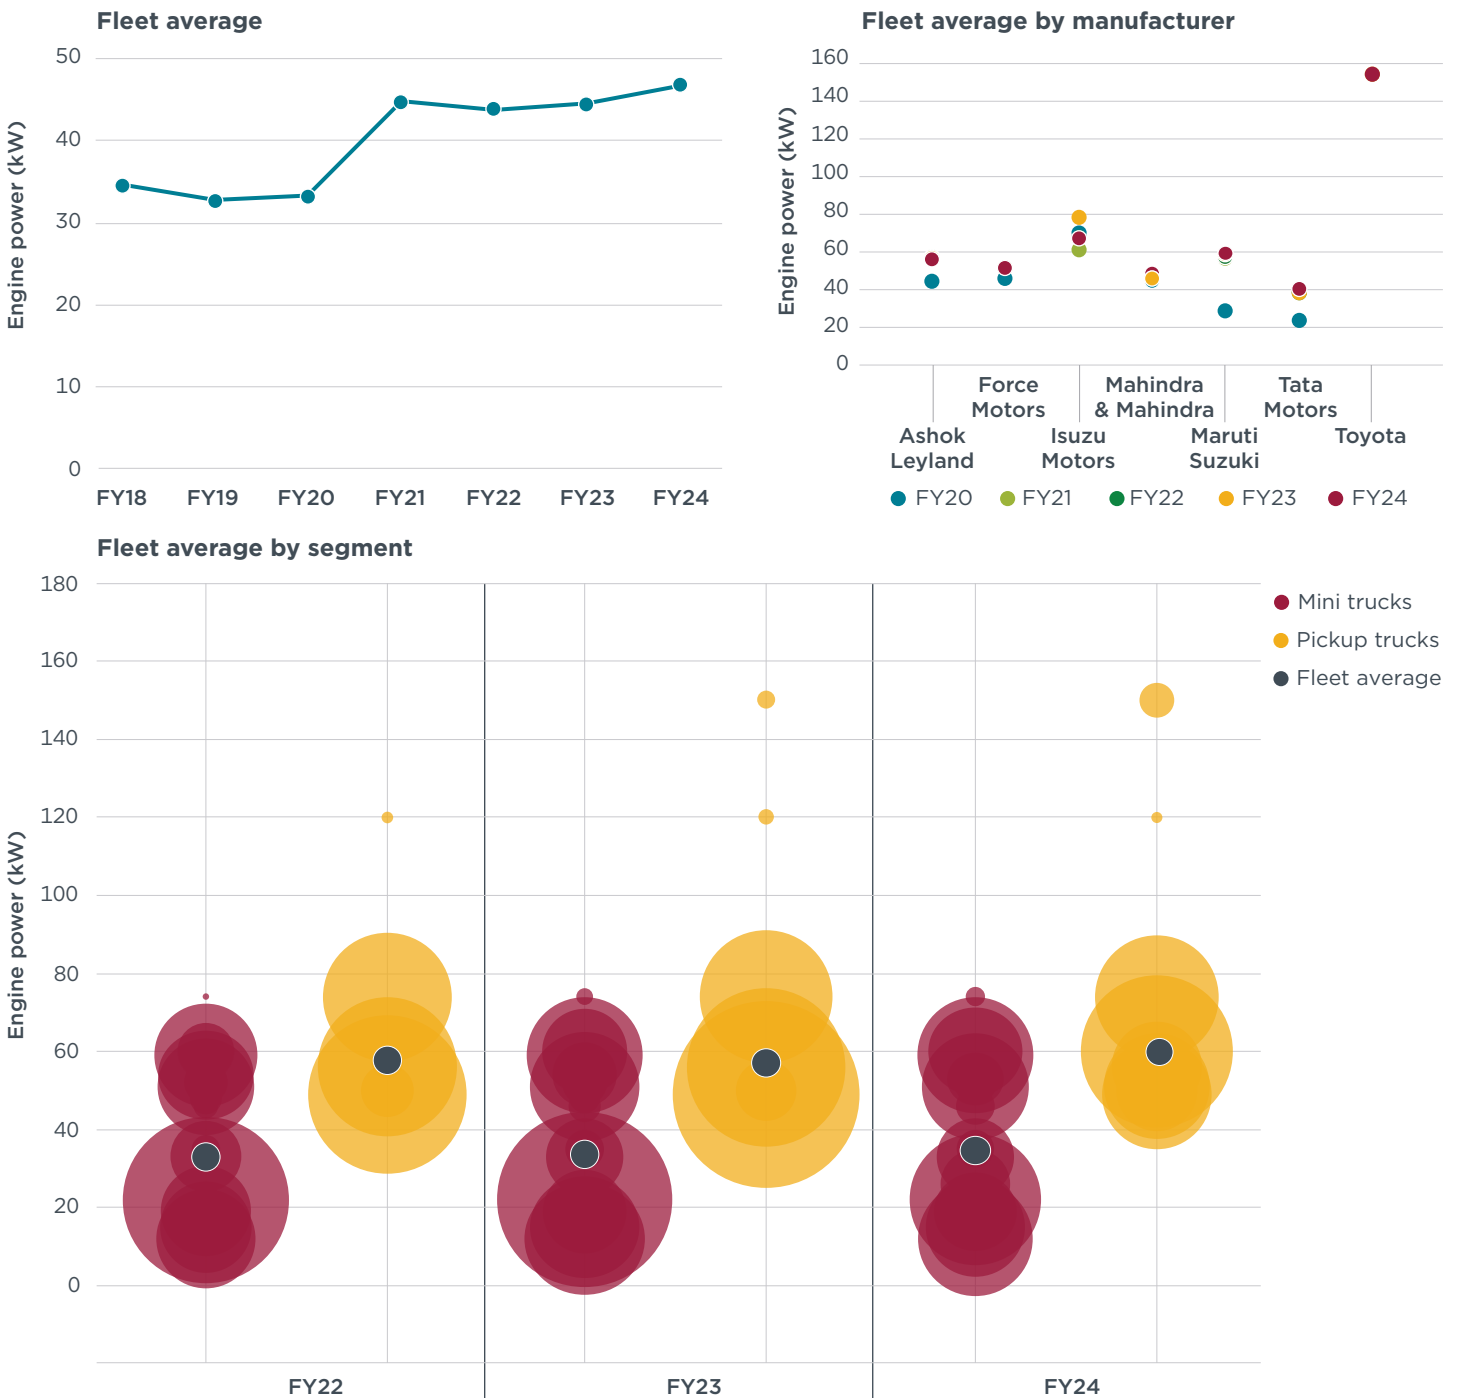 Fleet average
Engine power (kW)
50
40
30
20
10
0
FY18 FY19 FY20 FY21 FY22 FY23 FY24
Fleet average by manufacturer
Engine power (kW)
160
140
120
100
80
60
40
20
0
Force Motors
Mahindra & Mahindra
Tata Motors
Ashok Leyland
Isuzu Motors
Maruti Suzuki
Toyota
FY20 FY21 FY22 FY23 FY24
Fleet average by segment
Engine power (kW)
180
160
140
120
100
80
60
40
20
0
FY22 FY23 FY24
Mini trucks
Pickup trucks
Fleet average